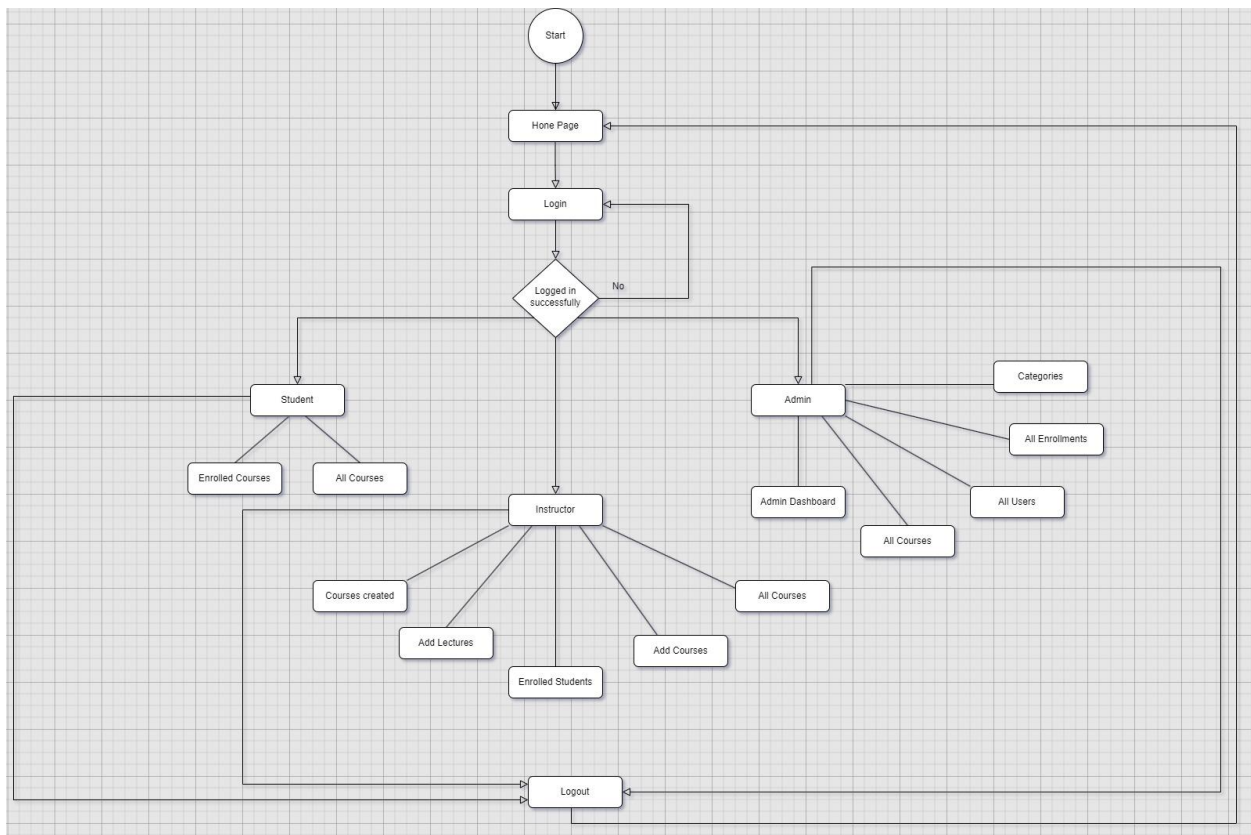 Start
Hone Page
Login
Logged in
successfully
No
Student
Admin
Categories
All Enrollments
Enrolled Courses
All Courses
Admin Dashboard
All Users
Instructor
All Courses
Courses created
All Courses
Add Lectures
Add Courses
Enrolled Students
Logout